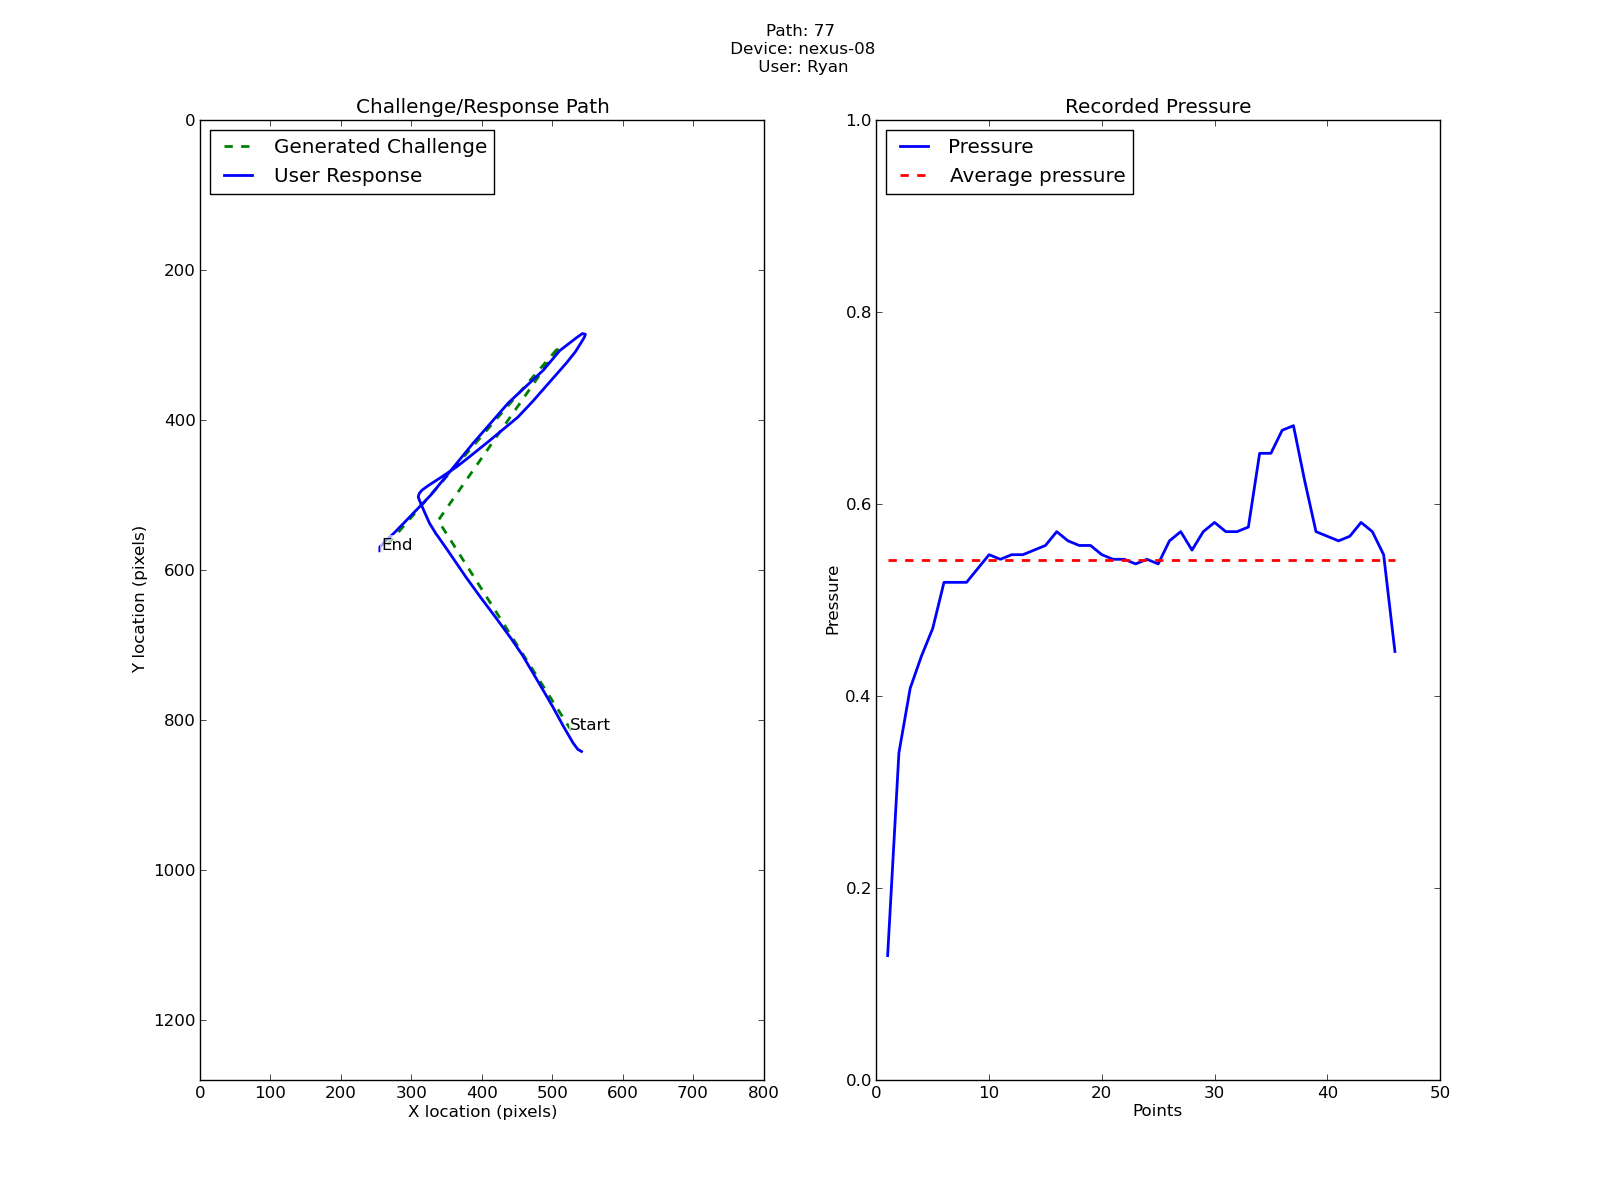 Path: 77
Device: nexus-08
User: Ryan
Challenge/Response Path
Generated Challenge
User Response
0
200
400
600
800
1000
1200
Y location (pixels)
End
Start
0 100 200 300 400 500 600 700 800
X location (pixels)
Recorded Pressure
Pressure
Average pressure
1.0
0.8
0.6
0.4
0.2
0.0
Pressure
0 10 20 30 40 50
Points